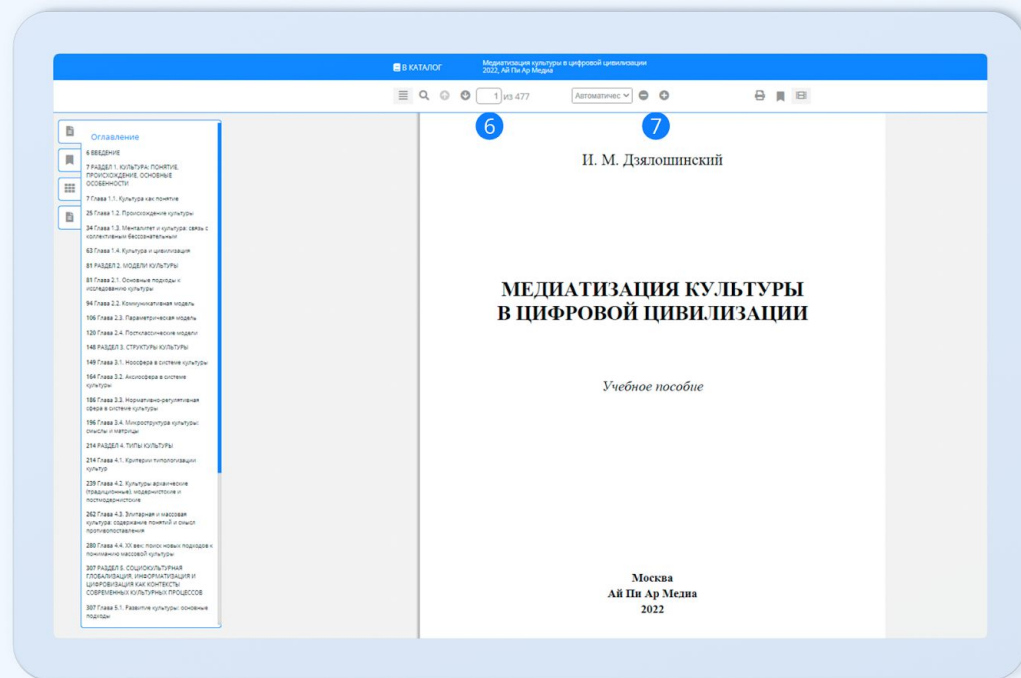 В КАТАЛОГ
Медиатизация культуры в цифровой цивилизации
2022, Ай Пи Ар Медиа
1 из 477
Автоматичес
6
7
Оглавление
6 ВВЕДЕНИЕ
7 РАЗДЕЛ 1. КУЛЬТУРА: ПОНЯТИЕ,
ПРОИСХОЖДЕНИЕ, ОСНОВНЫЕ
ОСОБЕННОСТИ
7 Глава 1.1. Культура как понятие
25 Глава 1.2. Происхождение культуры
34 Глава 1.3. Менталитет и культура: связь с
коллективным бессознательным
63 Глава 1.4. Культура и цивилизация
81 РАЗДЕЛ 2. МОДЕЛИ КУЛЬТУРЫ
81 Глава 2.1. Основные подходы к
исследованию культуры
94 Глава 2.2. Коммуникативная модель
106 Глава 2.3. Параметрическая модель
120 Глава 2.4. Постклассические модели
148 РАЗДЕЛ 3. СТРУКТУРЫ КУЛЬТУРЫ
149 Глава 3.1. Ноосфера в системе культуры
164 Глава 3.2. Аксиосфера в системе
культуры
186 Глава 3.3. Нормативно-регулятивная
сфера в системе культуры
196 Глава 3.4. Микроструктура культуры:
смыслы и матрицы
214 РАЗДЕЛ 4. ТИПЫ КУЛЬТУРЫ
214 Глава 4.1. Критерии типологизации
культур
239 Глава 4.2. Культуры архаические
(традиционные), модернистские и
постмодернистские
262 Глава 4.3. Элитарная и массовая
культура: содержание понятий и смысл
противопоставления
280 Глава 4.4. XX век: поиск новых подходов к
пониманию массовой культуры
307 РАЗДЕЛ 5. СОЦИОКУЛЬТУРНАЯ
ГЛОБАЛИЗАЦИЯ, ИНФОРМАТИЗАЦИЯ И
ЦИФРОВИЗАЦИЯ КАК КОНТЕКСТЫ
СОВРЕМЕННЫХ КУЛЬТУРНЫХ ПРОЦЕССОВ
307 Глава 5.1. Развитие культуры: основные
подходы
И. М. Дзялошинский
МЕДИАТИЗАЦИЯ КУЛЬТУРЫ
В ЦИФРОВОЙ ЦИВИЛИЗАЦИИ
Учебное пособие
Москва
Ай Пи Ар Медиа
2022